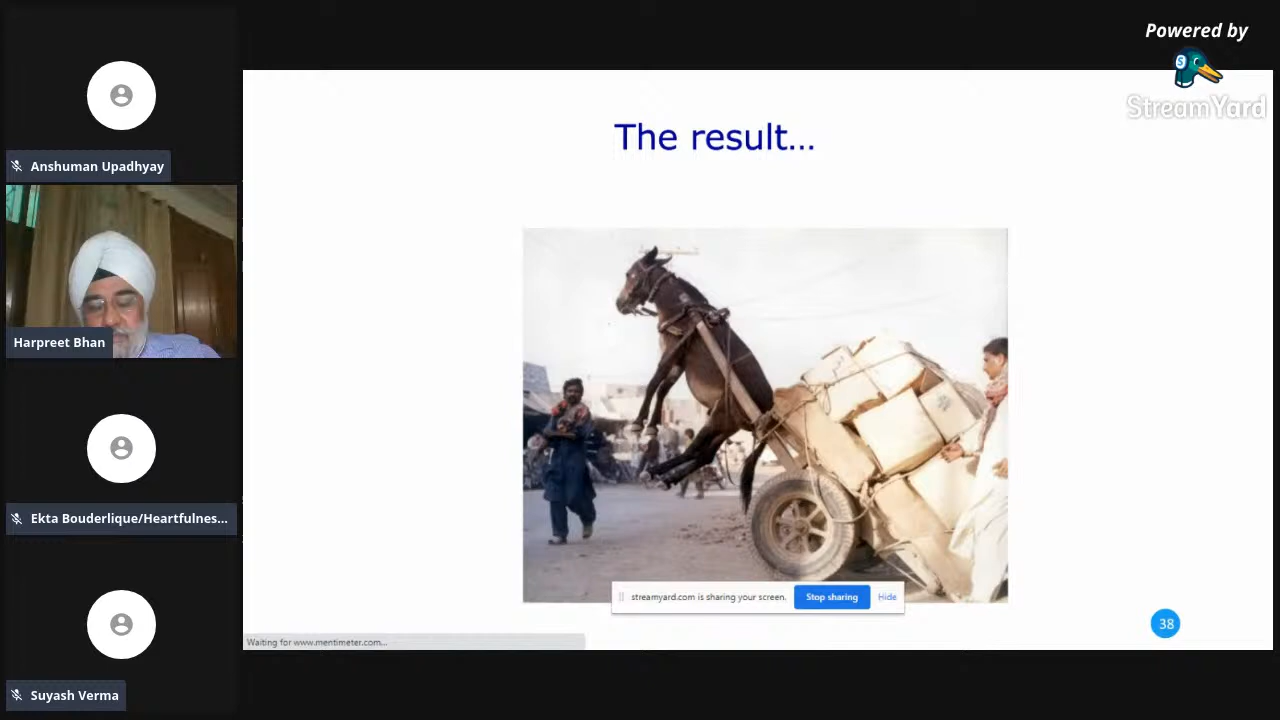 Powered by
StreamYard
Anshuman Upadhyay
Harpreet Bhan
Ekta Bouderlique/Heartfulnes...
Suyash Verma
The result...
streamyard.com is sharing your screen.
Stop sharing
Hide
Waiting for www.mentimeter.com...
38